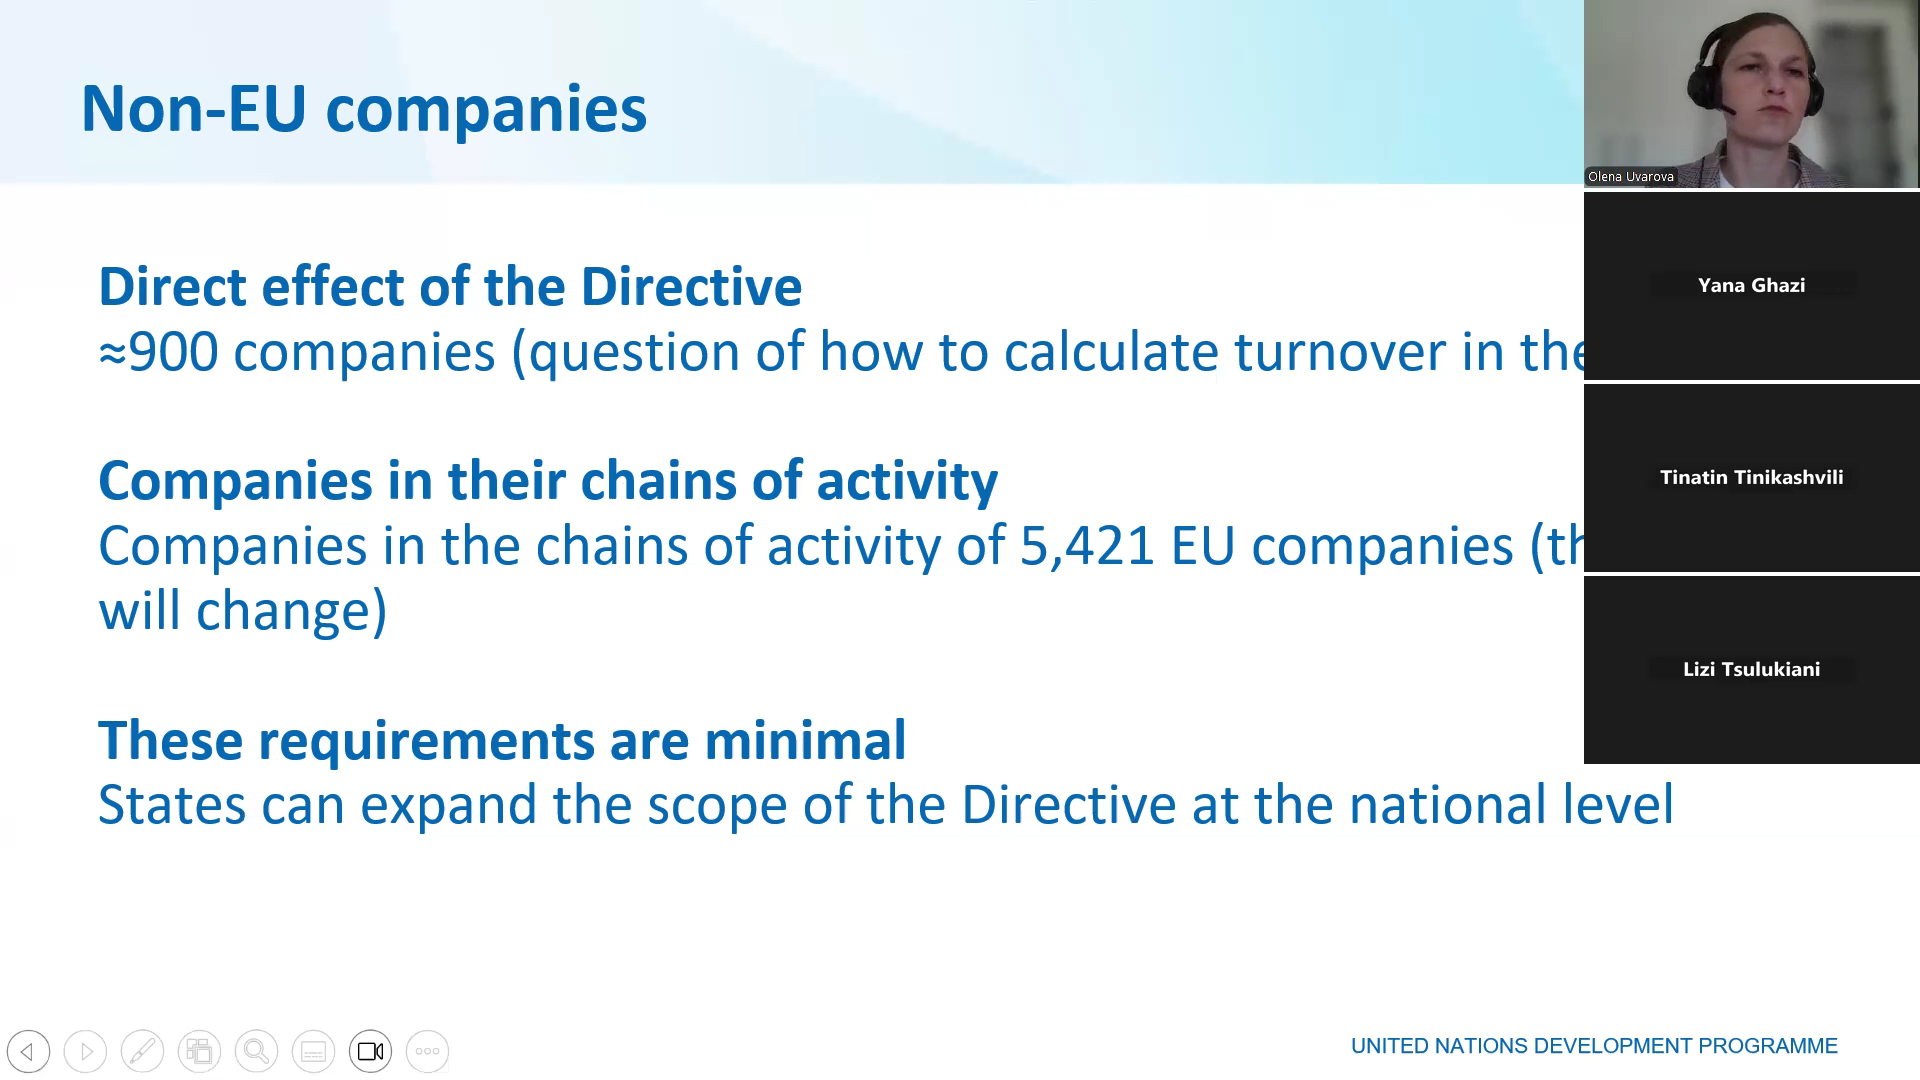 Non-EU companies
Direct effect of the Directive
≈900 companies (question of how to calculate turnover in the
Companies in their chains of activity
Companies in the chains of activity of 5,421 EU companies
will change)
These requirements are minimal
States can expand the scope of the Directive at the national level
UNITED NATIONS DEVELOPMENT PROGRAMME
Olena Uvarova
Yana Ghazi
Tinatin Tinikashvili
Lizi Tsulukiani